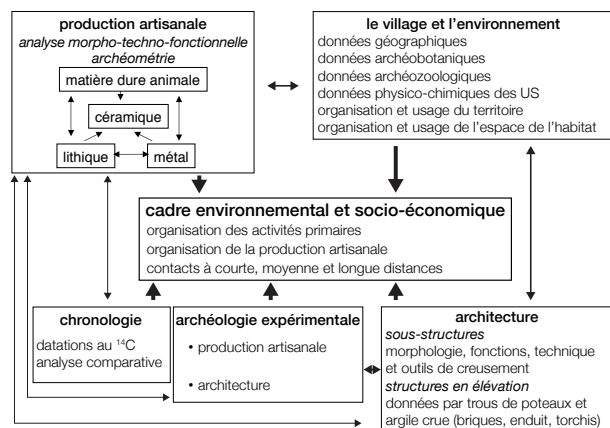 production artisanale
analyse morpho-techno-fonctionnelle
archéométrie
matière dure animale
céramique
lithique
métal
le village et l'environnement
données géographiques
données archéobotaniques
données archéozoologiques
données physico-chimiques des US
organisation et usage du territoire
organisation et usage de l'espace de l'habitat
cadre environnemental et socio-économique
organisation des activités primaires
organisation de la production artisanale
contacts à courte, moyenne et longue distances
chronologie
datations au ¹⁴C
analyse comparative
archéologie expérimentale
• production artisanale
• architecture
architecture
sous-structures
morphologie, fonctions, technique
et outils de creusement
structures en élévation
données par trous de poteaux et
argile crue (briques, enduit, torchis)